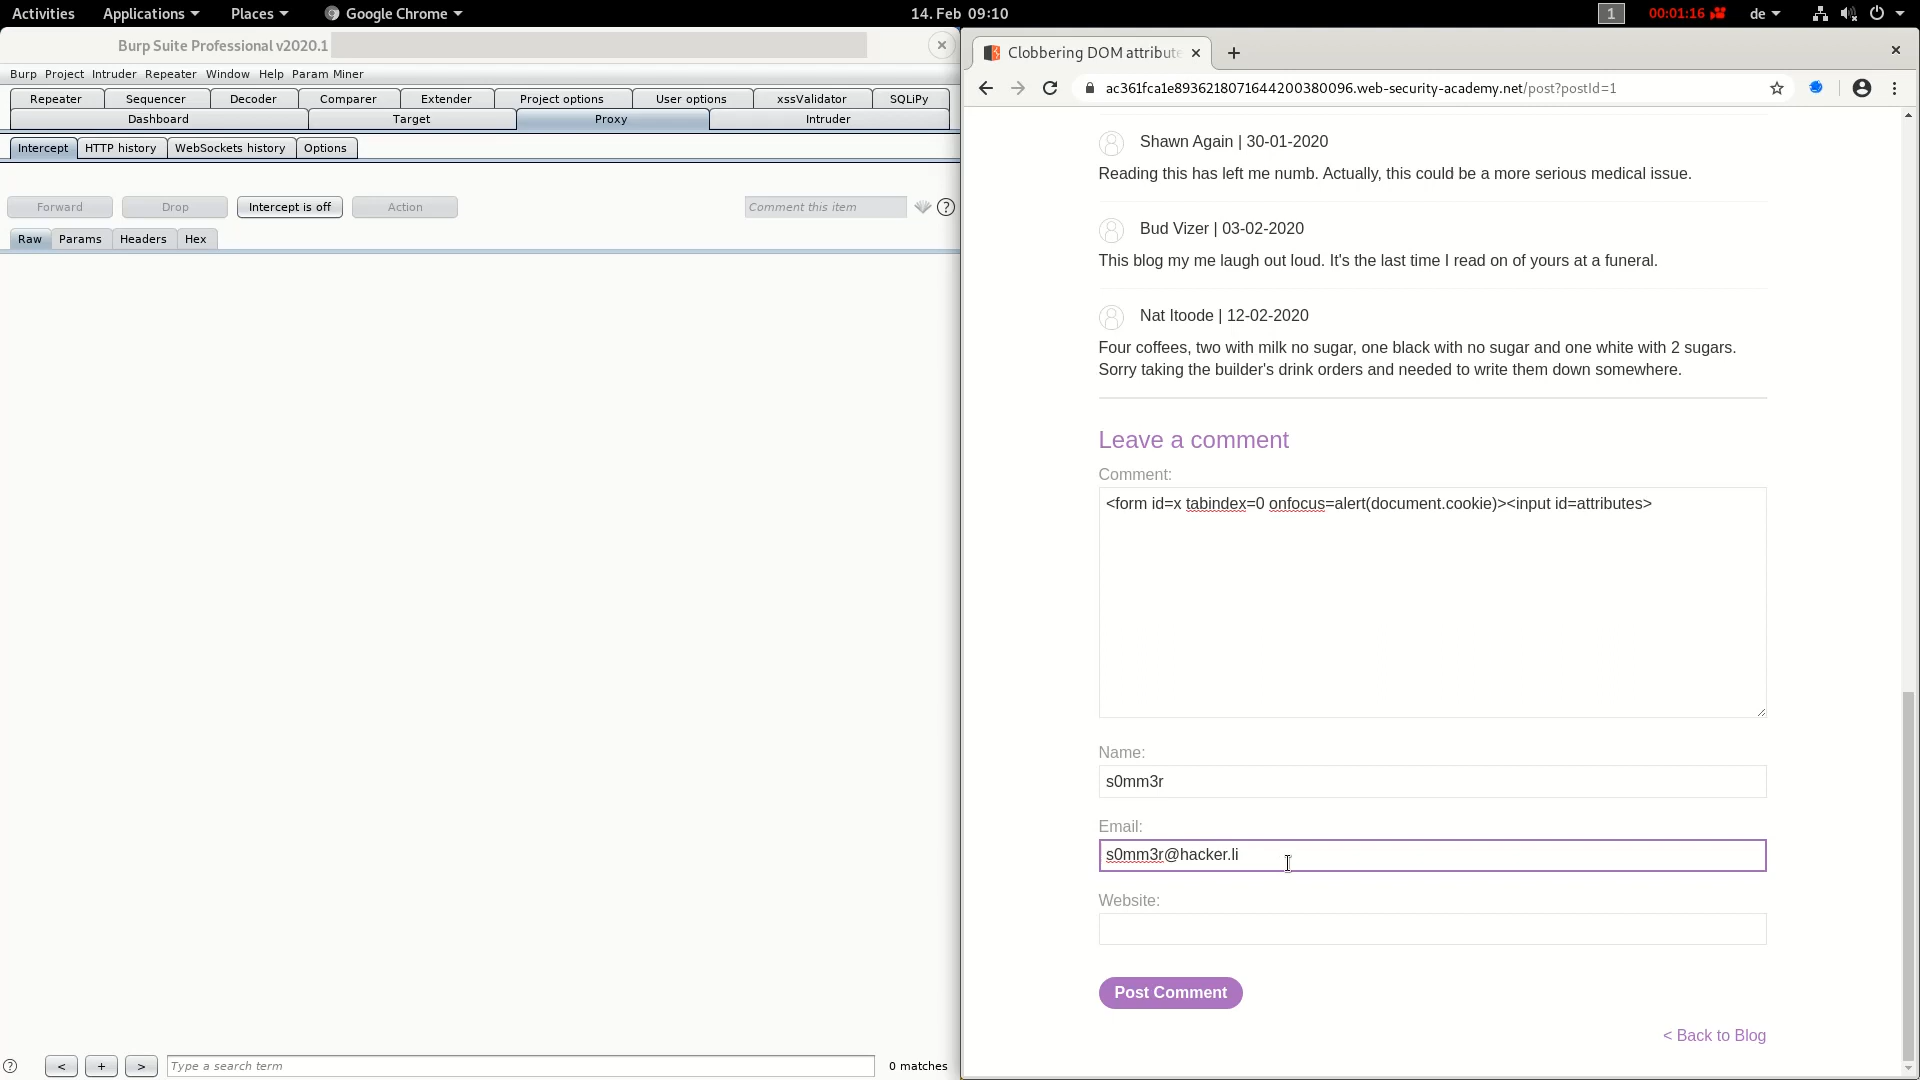 Activities Applications Places Google Chrome 14. Feb 09:10 1 00:01:16 de
Burp Suite Professional v2020.1
Burp Project Intruder Repeater Window Help Param Miner
Repeater Sequencer Decoder Comparer Extender Project options User options xssValidator SQLiPy
Dashboard Target Proxy Intruder
Intercept HTTP history WebSockets history Options
Forward Drop Intercept is off Action Comment this item ?
Raw Params Headers Hex
? < + > Type a search term 0 matches
Clobbering DOM attribute
ac361fca1e8936218071644200380096.web-security-academy.net/post?postId=1
Shawn Again | 30-01-2020
Reading this has left me numb. Actually, this could be a more serious medical issue.
Bud Vizer | 03-02-2020
This blog my me laugh out loud. It's the last time I read on of yours at a funeral.
Nat Itoode | 12-02-2020
Four coffees, two with milk no sugar, one black with no sugar and one white with 2 sugars.
Sorry taking the builder's drink orders and needed to write them down somewhere.
Leave a comment
Comment:
<form id=x tabindex=0 onfocus=alert(document.cookie)><input id=attributes>
Name:
s0mm3r
Email:
s0mm3r@hacker.li
Website:
Post Comment
< Back to Blog